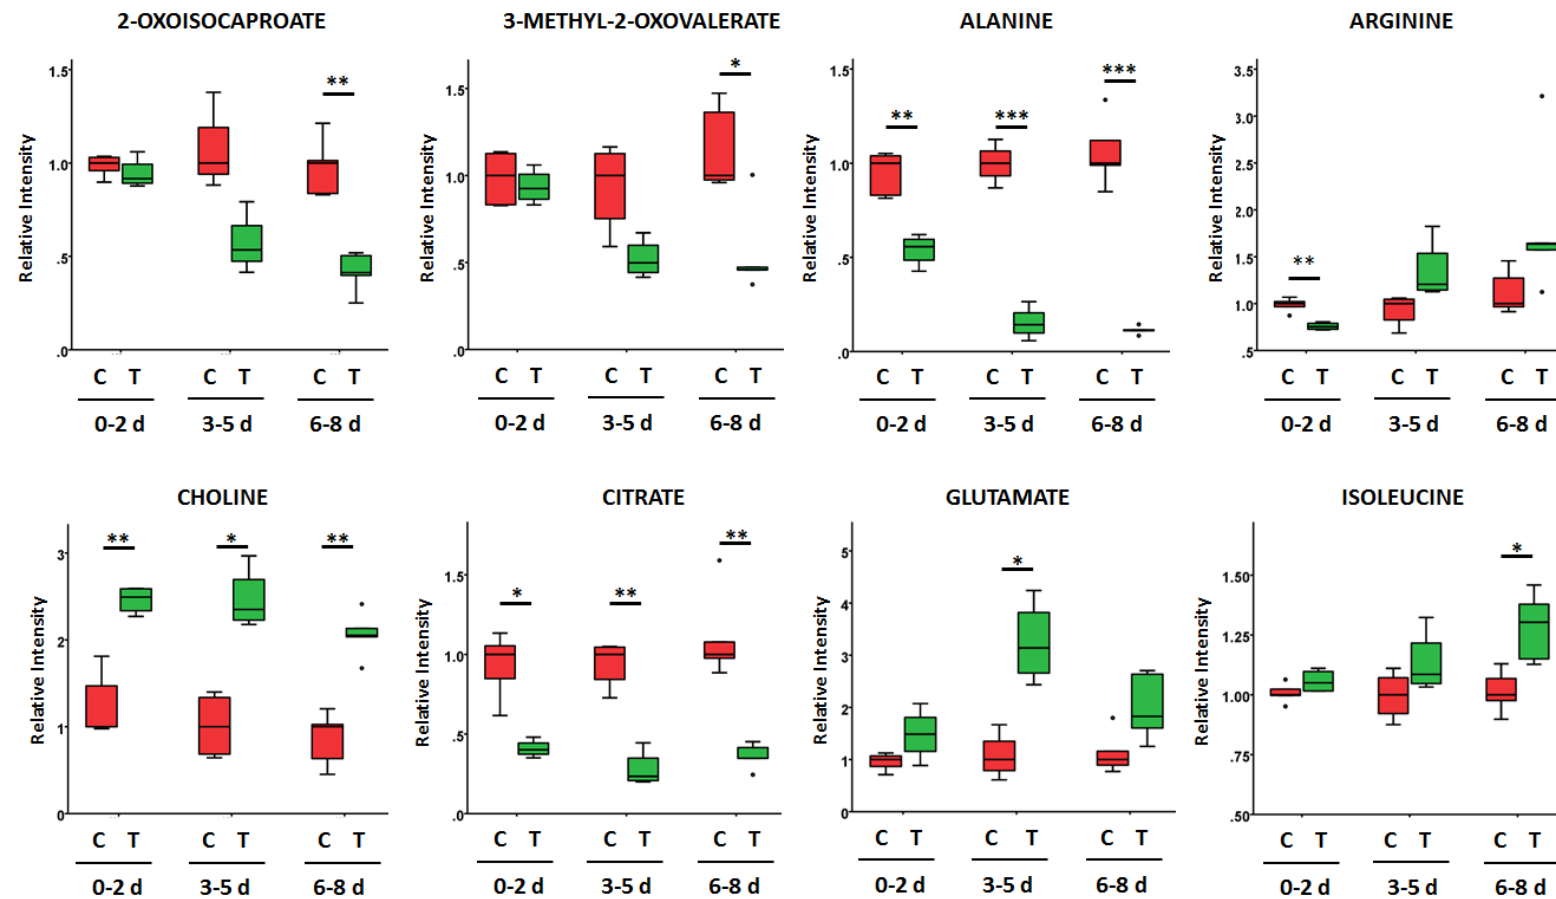 2-OXOISOCAPROATE
Relative Intensity
1.5
1.0
.5
.0
**
C T C T C T
0-2 d 3-5 d 6-8 d
3-METHYL-2-OXOVALERATE
Relative Intensity
1.5
1.0
.5
.0
*
C T C T C T
0-2 d 3-5 d 6-8 d
ALANINE
Relative Intensity
1.5
1.0
.5
.0
** *** ***
C T C T C T
0-2 d 3-5 d 6-8 d
ARGININE
Relative Intensity
3.5
3.0
2.5
2.0
1.5
1.0
.5
**
C T C T C T
0-2 d 3-5 d 6-8 d
CHOLINE
Relative Intensity
3
2
1
0
** * **
C T C T C T
0-2 d 3-5 d 6-8 d
CITRATE
Relative Intensity
1.5
1.0
.5
.0
* ** **
C T C T C T
0-2 d 3-5 d 6-8 d
GLUTAMATE
Relative Intensity
5
4
3
2
1
0
*
C T C T C T
0-2 d 3-5 d 6-8 d
ISOLEUCINE
Relative Intensity
1.50
1.25
1.00
.75
.50
*
C T C T C T
0-2 d 3-5 d 6-8 d